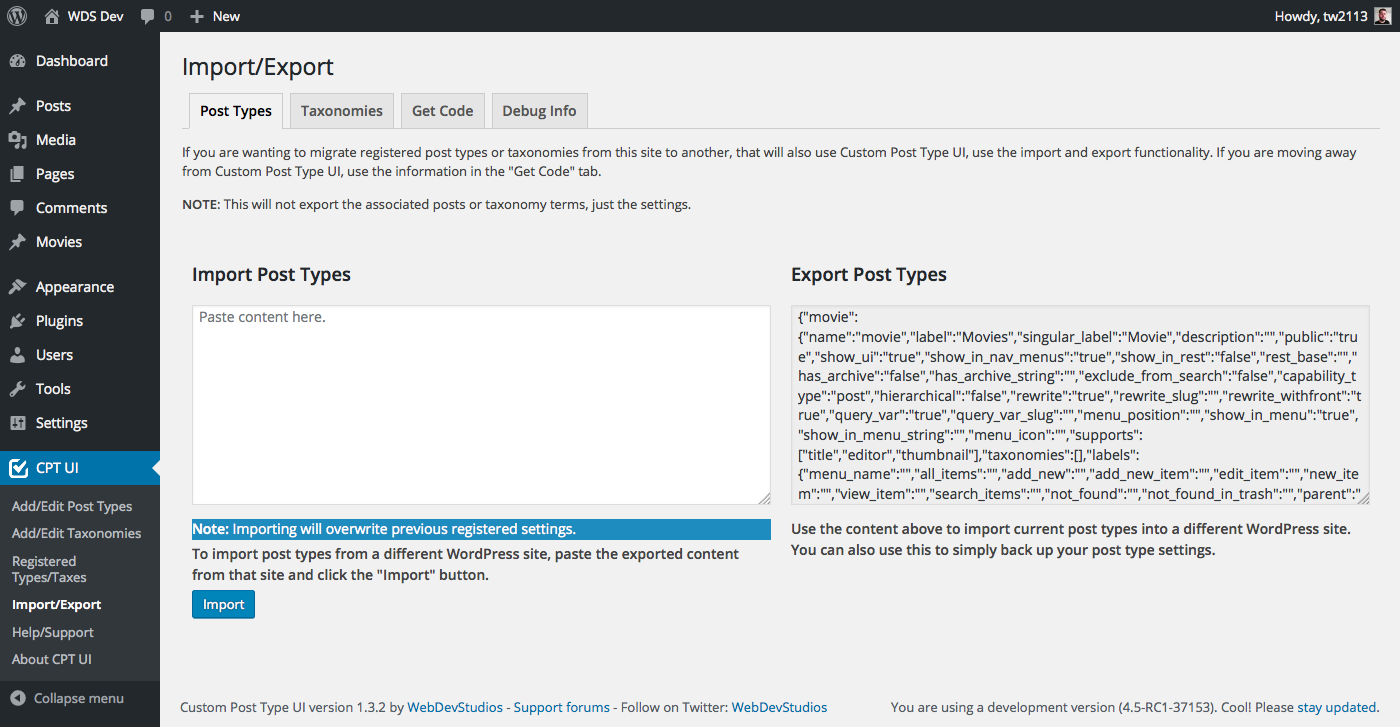 WDS Dev 0 New Howdy, tw2113
Dashboard
Posts
Media
Pages
Comments
Movies
Appearance
Plugins
Users
Tools
Settings
CPT UI
Add/Edit Post Types
Add/Edit Taxonomies
Registered
Types/Taxes
Import/Export
Help/Support
About CPT UI
Collapse menu
Import/Export
Post Types Taxonomies Get Code Debug Info
If you are wanting to migrate registered post types or taxonomies from this site to another, that will also use Custom Post Type UI, use the import and export functionality. If you are moving away
from Custom Post Type UI, use the information in the "Get Code" tab.
NOTE: This will not export the associated posts or taxonomy terms, just the settings.
Import Post Types
Paste content here.
Note: Importing will overwrite previous registered settings.
To import post types from a different WordPress site, paste the exported content
from that site and click the "Import" button.
Import
Export Post Types
{"movie":
{"name":"movie","label":"Movies","singular_label":"Movie","description":"","public":"tru
e","show_ui":"true","show_in_nav_menus":"true","show_in_rest":"false","rest_base":"","
has_archive":"false","has_archive_string":"","exclude_from_search":"false","capability_t
ype":"post","hierarchical":"false","rewrite":"true","rewrite_slug":"","rewrite_withfront":"t
rue","query_var":"true","query_var_slug":"","menu_position":"","show_in_menu":"true",
"show_in_menu_string":"","menu_icon":"","supports":
["title","editor","thumbnail"],"taxonomies":[],"labels":
{"menu_name":"","all_items":"","add_new":"","add_new_item":"","edit_item":"","new_ite
m":"","view_item":"","search_items":"","not_found":"","not_found_in_trash":"","parent":"
Use the content above to import current post types into a different WordPress site.
You can also use this to simply back up your post type settings.
Custom Post Type UI version 1.3.2 by WebDevStudios - Support forums - Follow on Twitter: WebDevStudios
You are using a development version (4.5-RC1-37153). Cool! Please stay updated.